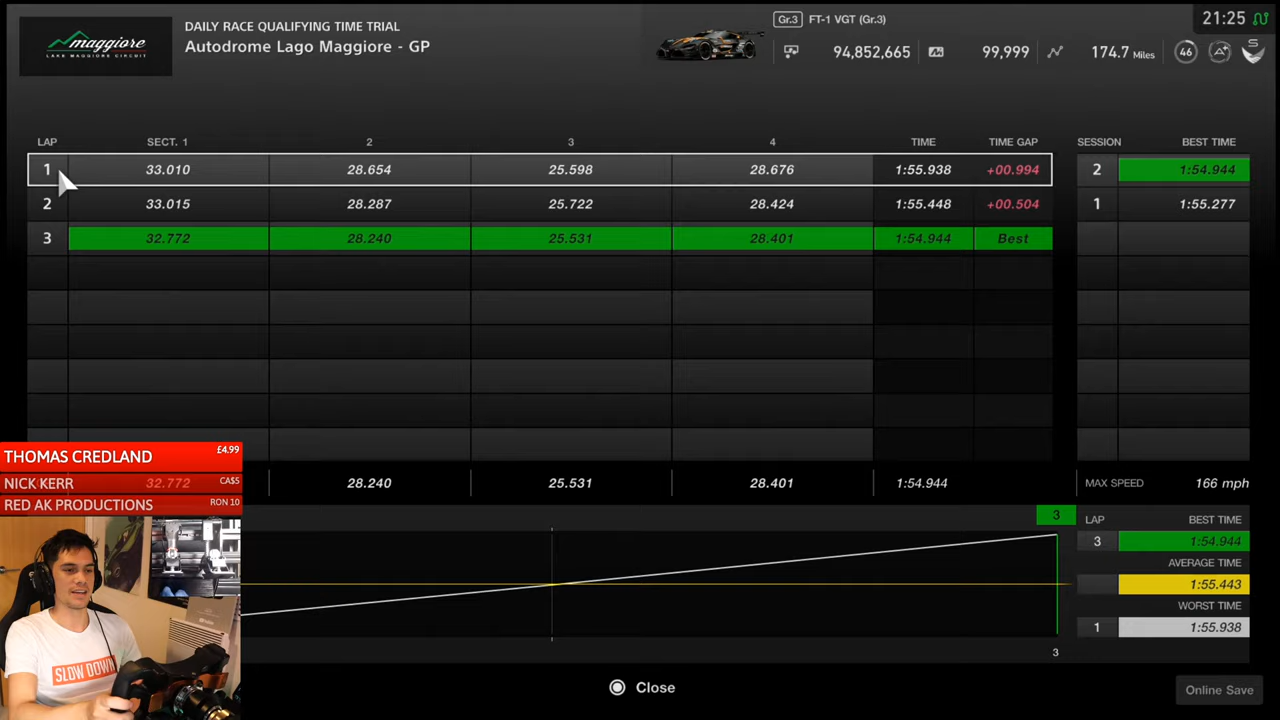 maggiore
LAKE MAGGIORE CIRCUIT
DAILY RACE QUALIFYING TIME TRIAL
Autodrome Lago Maggiore - GP
Gr.3 FT-1 VGT (Gr.3)
94,852,665 99,999 174.7 Miles 46 S
21:25
LAP SECT. 1 2 3 4 TIME TIME GAP
1 33.010 28.654 25.598 28.676 1:55.938 +00.994
2 33.015 28.287 25.722 28.424 1:55.448 +00.504
3 32.772 28.240 25.531 28.401 1:54.944 Best
32.772 28.240 25.531 28.401 1:54.944
SESSION BEST TIME
2 1:54.944
1 1:55.277
MAX SPEED 166 mph
THOMAS CREDLAND £4.99
NICK KERR CA$5
RED AK PRODUCTIONS RON 10
3
3
LAP BEST TIME
3 1:54.944
AVERAGE TIME
1:55.443
WORST TIME
1 1:55.938
SLOW DOWN
Close
Online Save